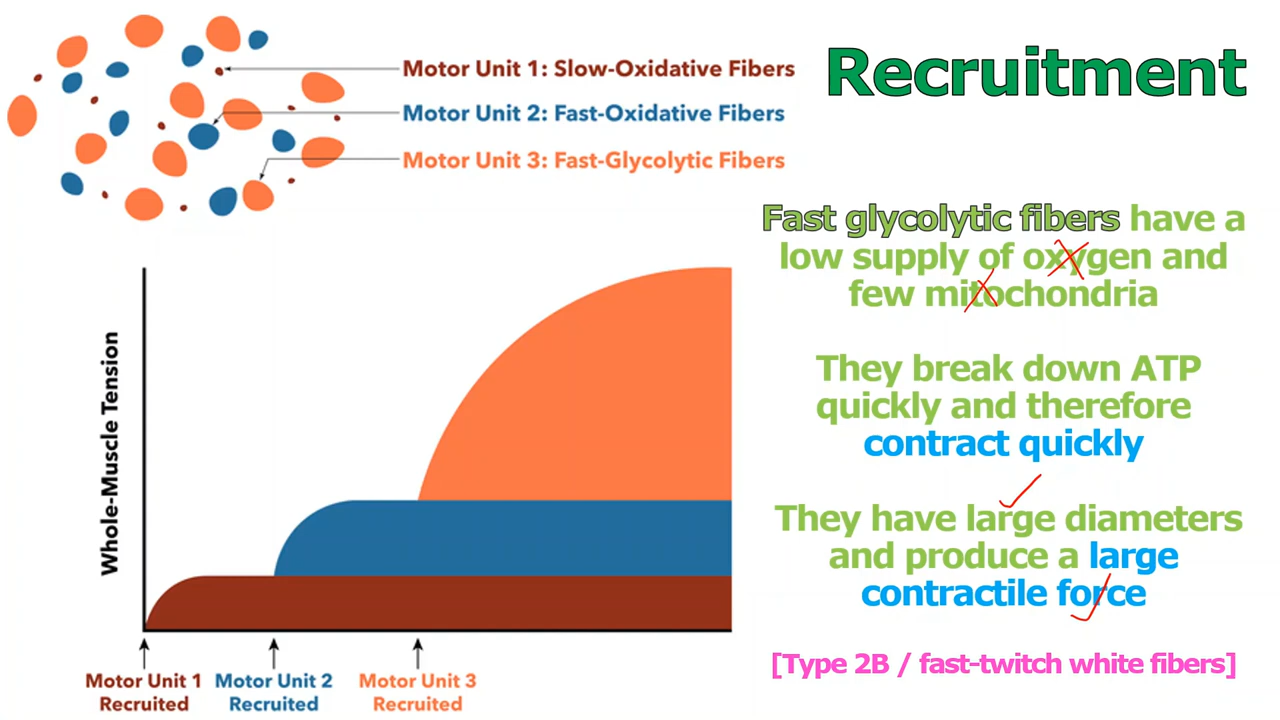 Recruitment
Motor Unit 1: Slow-Oxidative Fibers
Motor Unit 2: Fast-Oxidative Fibers
Motor Unit 3: Fast-Glycolytic Fibers
Whole-Muscle Tension
Motor Unit 1
Recruited
Motor Unit 2
Recruited
Motor Unit 3
Recruited
Fast glycolytic fibers have a
low supply of oxygen and
few mitochondria
They break down ATP
quickly and therefore
contract quickly
They have large diameters
and produce a large
contractile force
[Type 2B / fast-twitch white fibers]